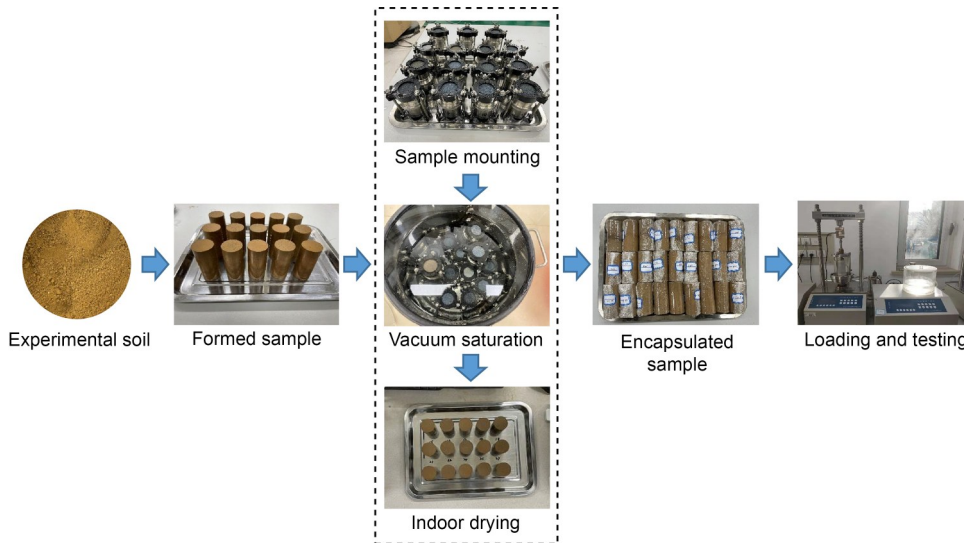 Sample mounting
Experimental soil
Formed sample
Vacuum saturation
Encapsulated
sample
Loading and testing
Indoor drying